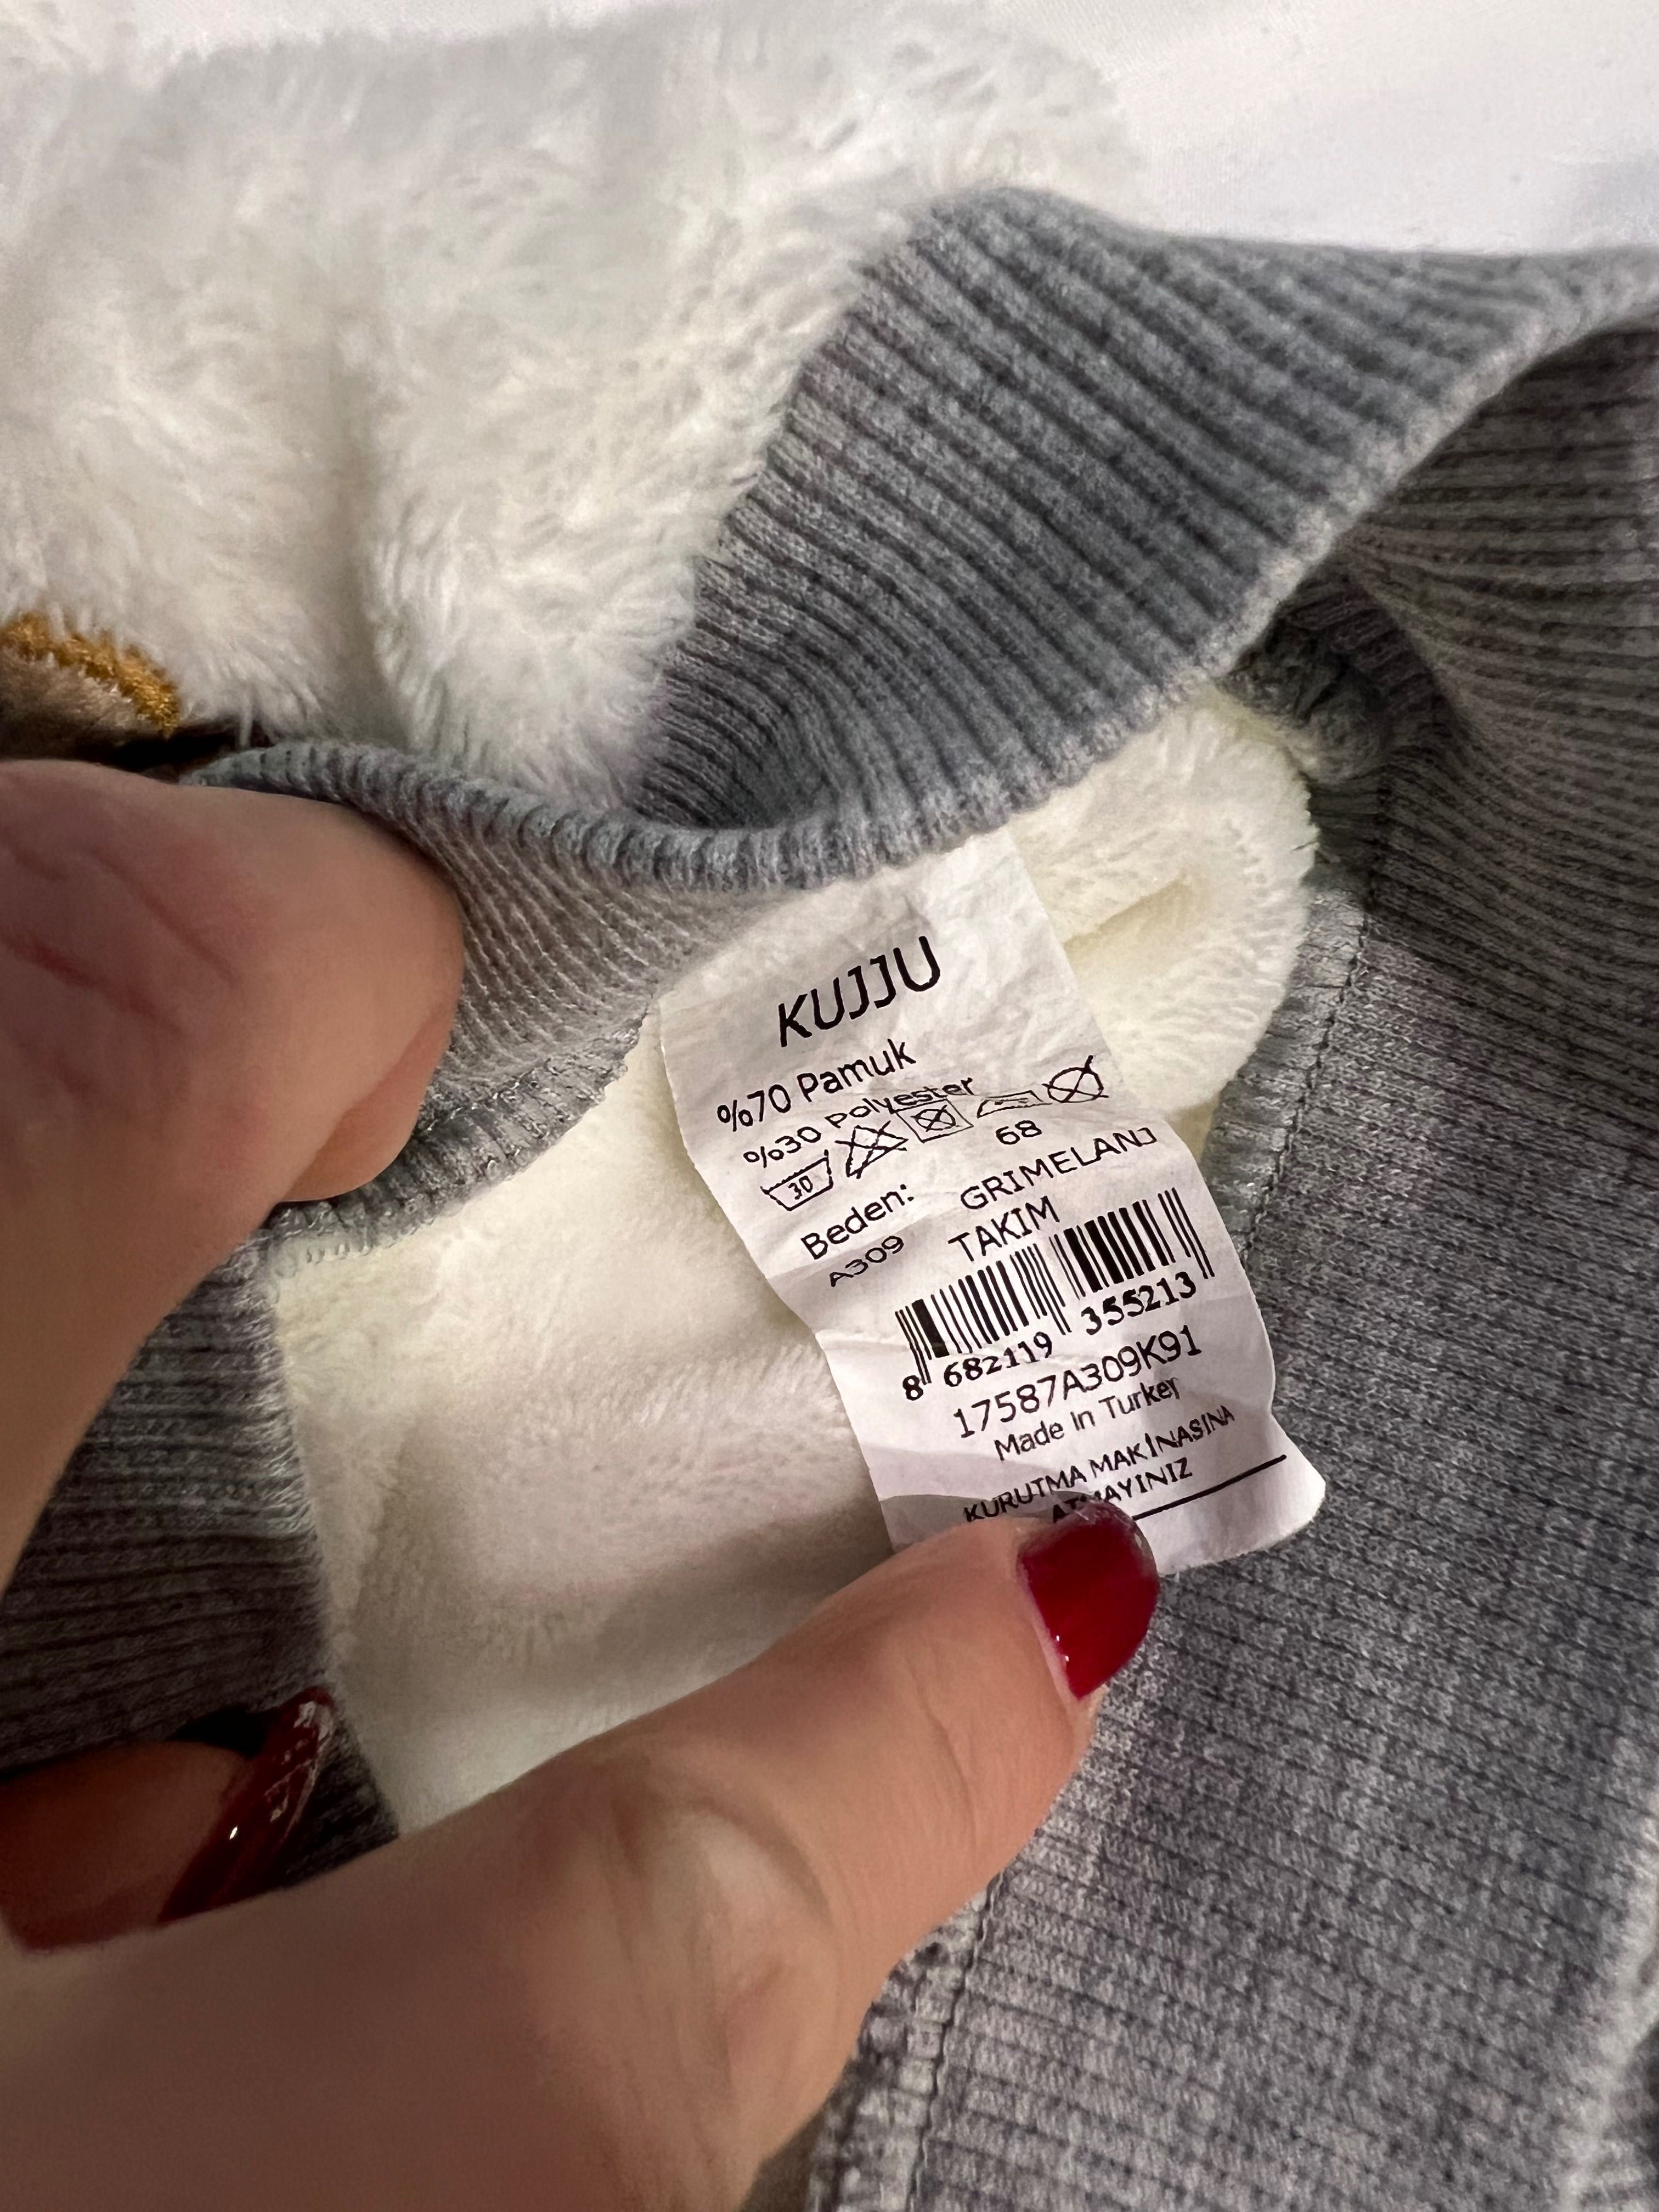 KUJJU
%70 Pamuk
%30 Polyester
30
Beden: 68
A309 GRIMELANJ
TAKIM
8 682119 355213
17587A309K91
Made In Turkey
KURUTMA MAKİNASINA
ATMAYINIZ